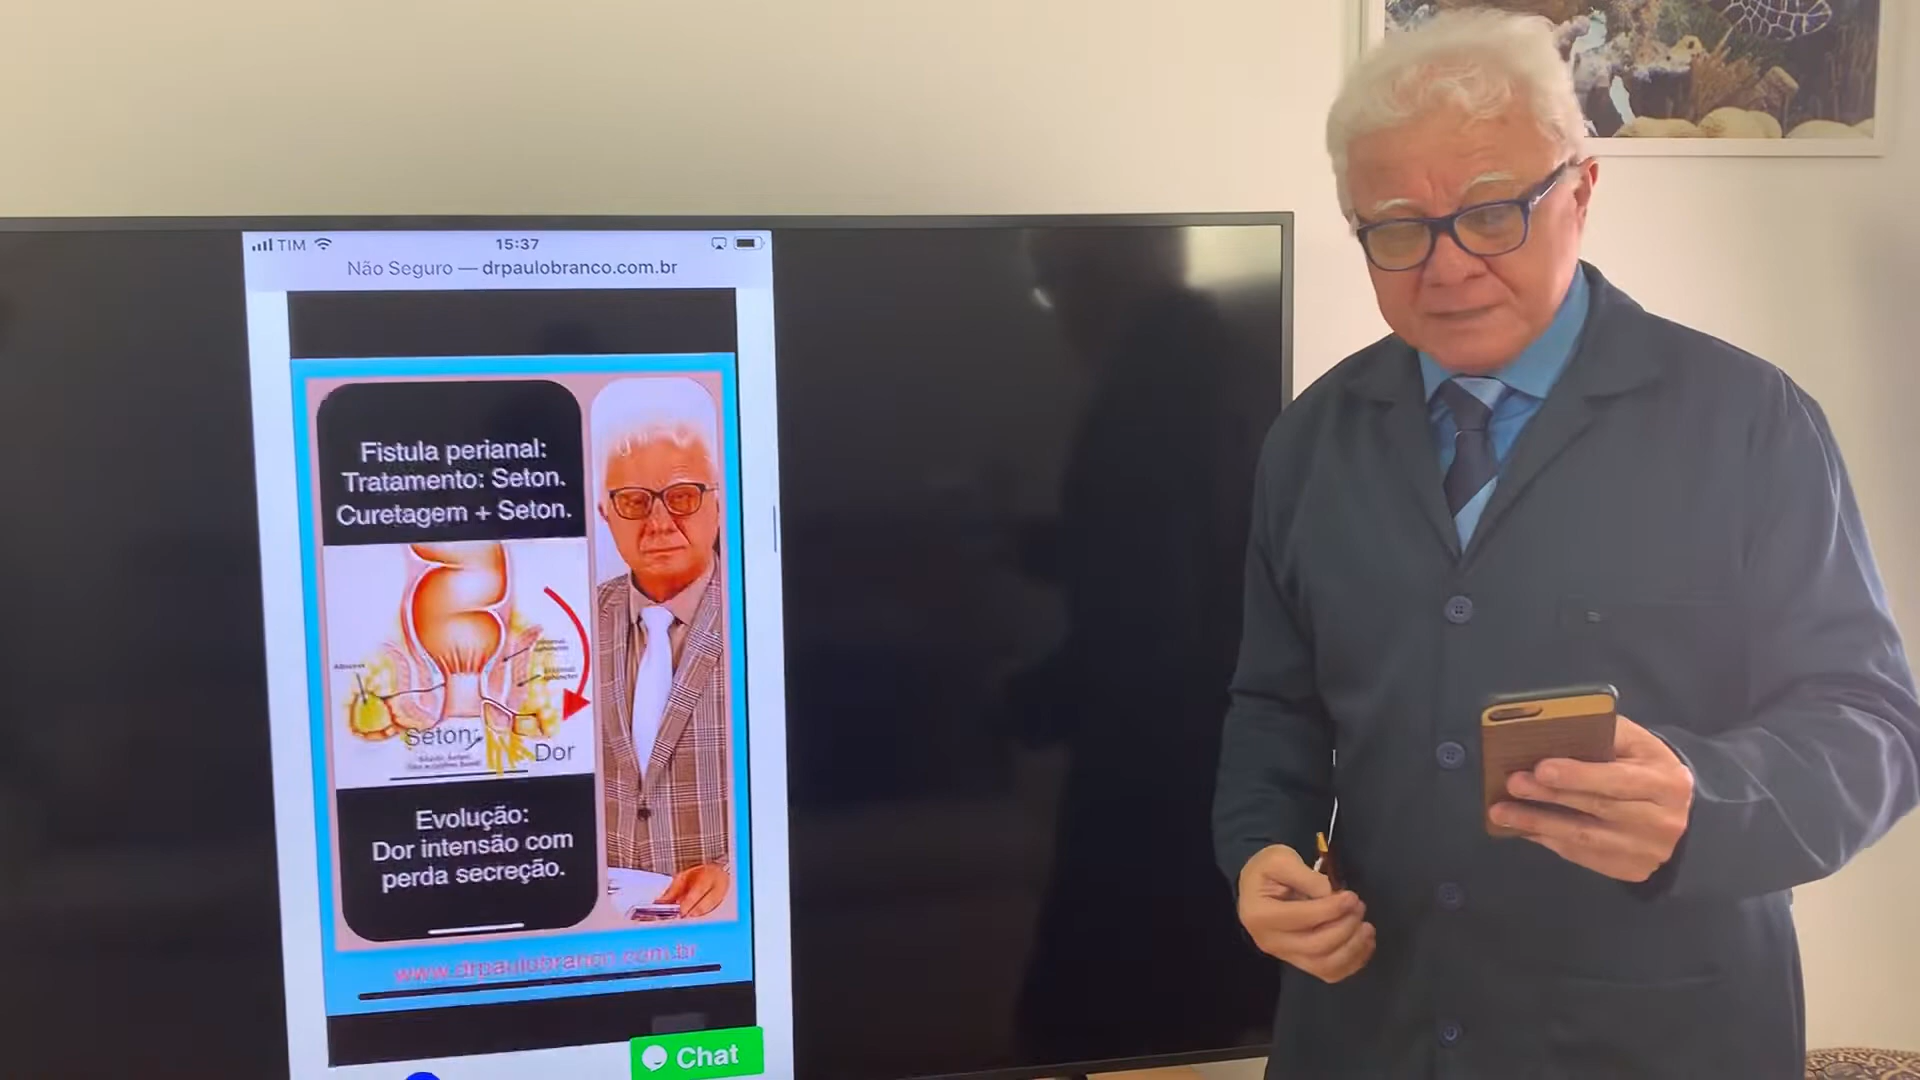 TIM
15:37
Não Seguro — drpaulobranco.com.br
Fistula perianal:
Tratamento: Seton.
Curetagem + Seton.
Seton:
Dor
Evolução:
Dor intensão com
perda secreção.
www.drpaulobranco.com.br
Chat